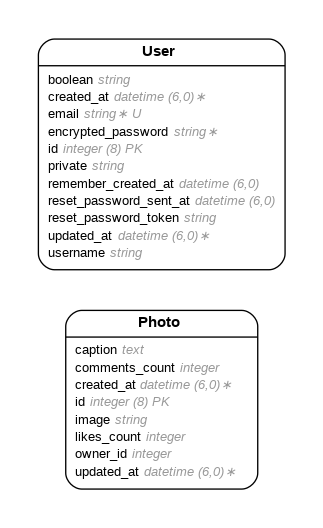 User
boolean string
created_at datetime (6,0)∗
email string∗ U
encrypted_password string∗
id integer (8) PK
private string
remember_created_at datetime (6,0)
reset_password_sent_at datetime (6,0)
reset_password_token string
updated_at datetime (6,0)∗
username string
Photo
caption text
comments_count integer
created_at datetime (6,0)∗
id integer (8) PK
image string
likes_count integer
owner_id integer
updated_at datetime (6,0)∗